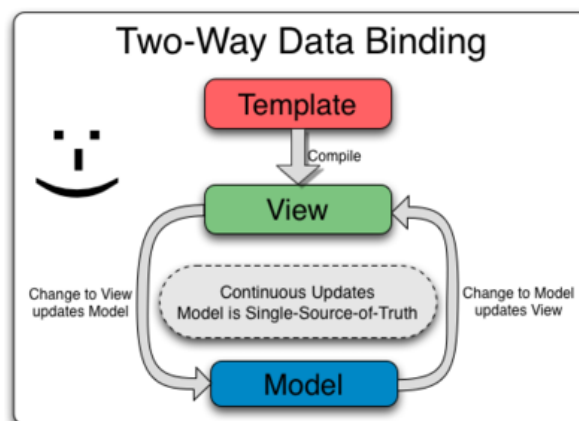 Two-Way Data Binding
Template
Compile
View
Change to View
updates Model
Continuous Updates
Model is Single-Source-of-Truth
Change to Model
updates View
Model